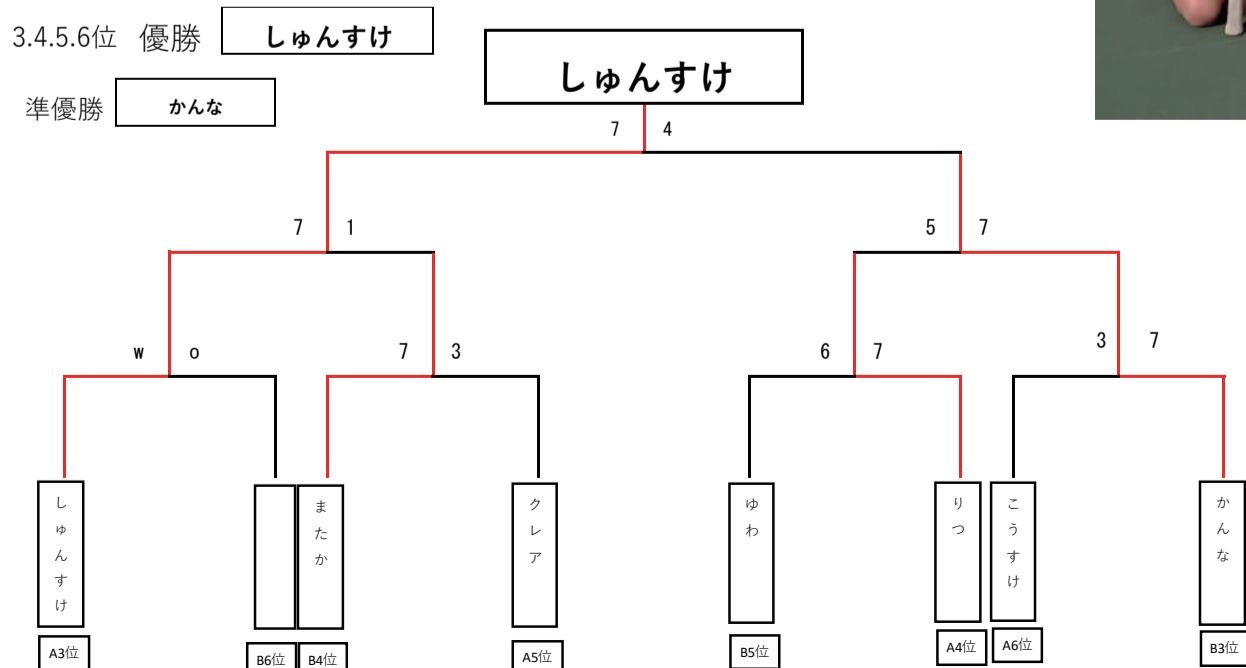 3.4.5.6位 優勝 しゅんすけ
しゅんすけ
準優勝 かんな
7 4
7 1 5 7
w o 7 3 6 7 3 7
しゅんすけ
またか
クレア
ゆわ
りつ
こうすけ
かんな
A3位 B6位 B4位 A5位 B5位 A4位 A6位 B3位